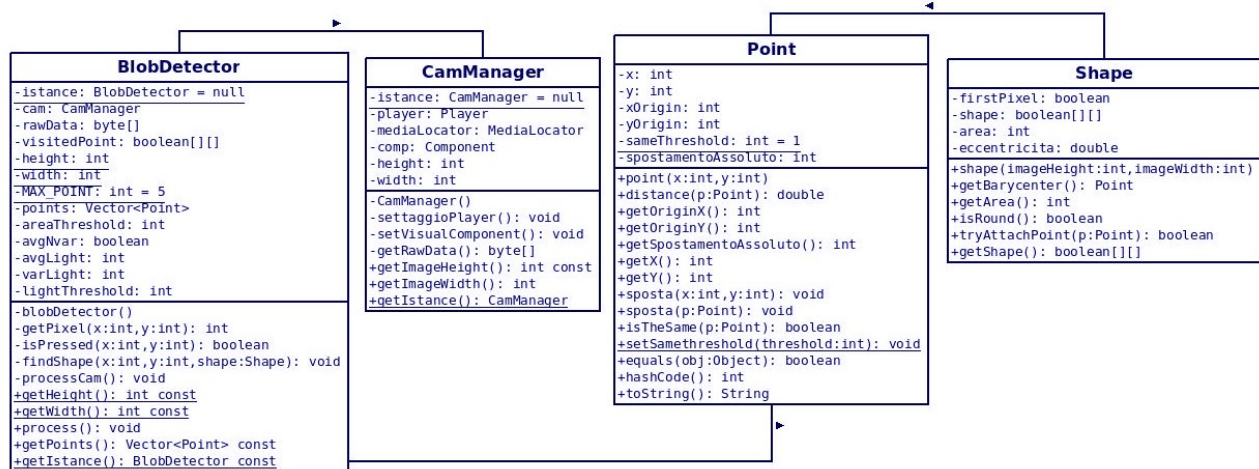 BlobDetector
-istance: BlobDetector = null
-cam: CamManager
-rawData: byte[]
-visitedPoint: boolean[][]
-height: int
-width: int
-MAX_POINT: int = 5
-points: Vector<Point>
-areaThreshold: int
-avgNvar: boolean
-avgLight: int
-varLight: int
-lightThreshold: int
-blobDetector()
-getPixel(x:int,y:int): int
-isPressed(x:int,y:int): boolean
-findShape(x:int,y:int,shape:Shape): void
-processCam(): void
+getHeight(): int const
+getWidth(): int const
+process(): void
+getPoints(): Vector<Point> const
+getIstance(): BlobDetector const
CamManager
-istance: CamManager = null
-player: Player
-mediaLocator: MediaLocator
-comp: Component
-height: int
-width: int
-CamManager()
-settaggioPlayer(): void
-setVisualComponent(): void
-getRawData(): byte[]
+getImageHeight(): int const
+getImageWidth(): int
+getIstance(): CamManager
Point
-x: int
-y: int
-xOrigin: int
-yOrigin: int
-sameThreshold: int = 1
-spostamentoAssoluto: int
+point(x:int,y:int)
+distance(p:Point): double
+getOriginX(): int
+getOriginY(): int
+getSpostamentoAssoluto(): int
+getX(): int
+getY(): int
+sposta(x:int,y:int): void
+sposta(p:Point): void
+isTheSame(p:Point): boolean
+setSamethreshold(threshold:int): void
+equals(obj:Object): boolean
+hashCode(): int
+toString(): String
Shape
-firstPixel: boolean
-shape: boolean[][]
-area: int
-eccentricita: double
+shape(imageHeight:int,imageWidth:int)
+getBarycenter(): Point
+getArea(): int
+isRound(): boolean
+tryAttachPoint(p:Point): boolean
+getShape(): boolean[][]